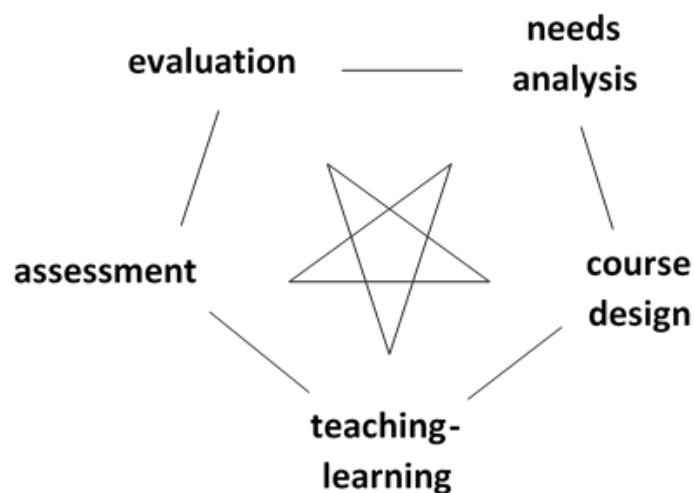 evaluation
needs
analysis
assessment
course
design
teaching-
learning